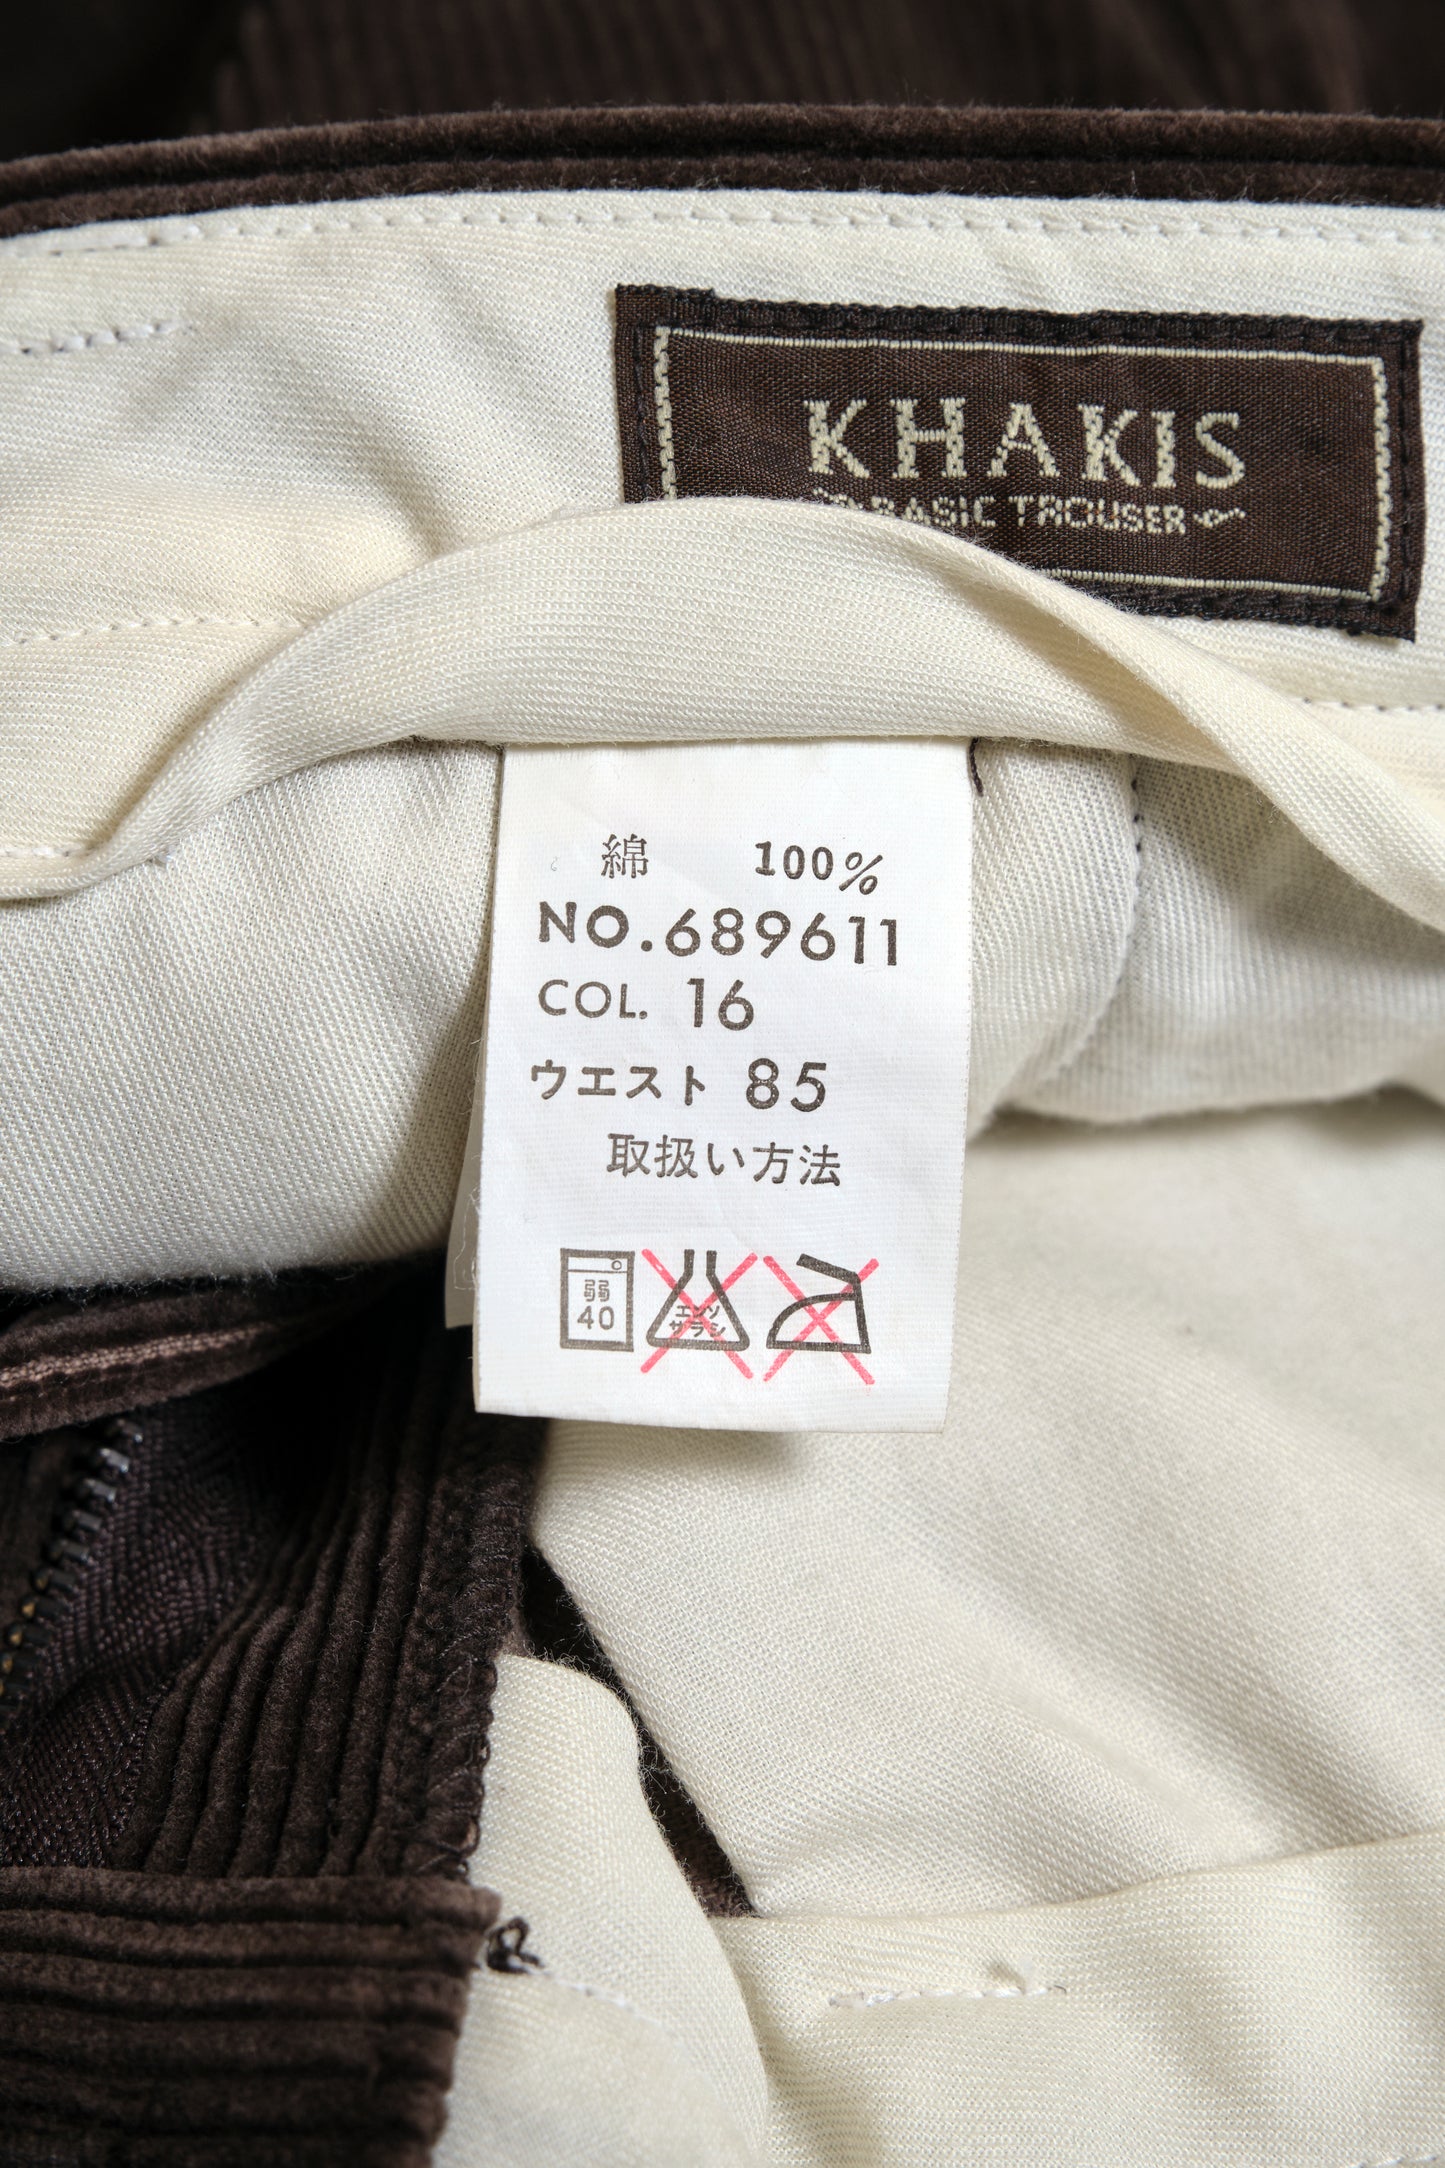 KHAKIS
BASIC TROUSER
綿 100%
NO.689611
COL. 16
ウエスト 85
取扱い方法
弱
40
エンソ
サラシ